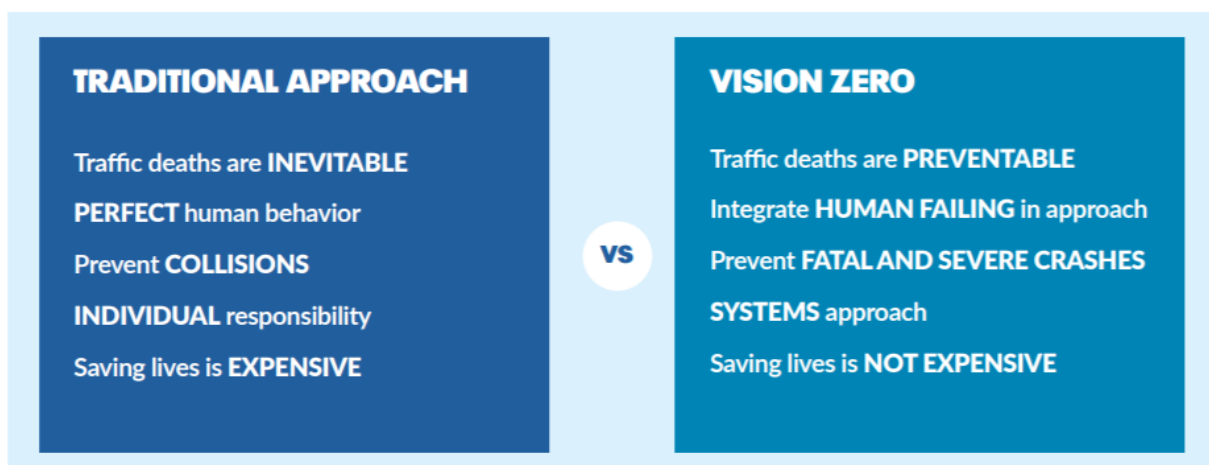 TRADITIONAL APPROACH
Traffic deaths are INEVITABLE
PERFECT human behavior
Prevent COLLISIONS
INDIVIDUAL responsibility
Saving lives is EXPENSIVE
VS
VISION ZERO
Traffic deaths are PREVENTABLE
Integrate HUMAN FAILING in approach
Prevent FATAL AND SEVERE CRASHES
SYSTEMS approach
Saving lives is NOT EXPENSIVE